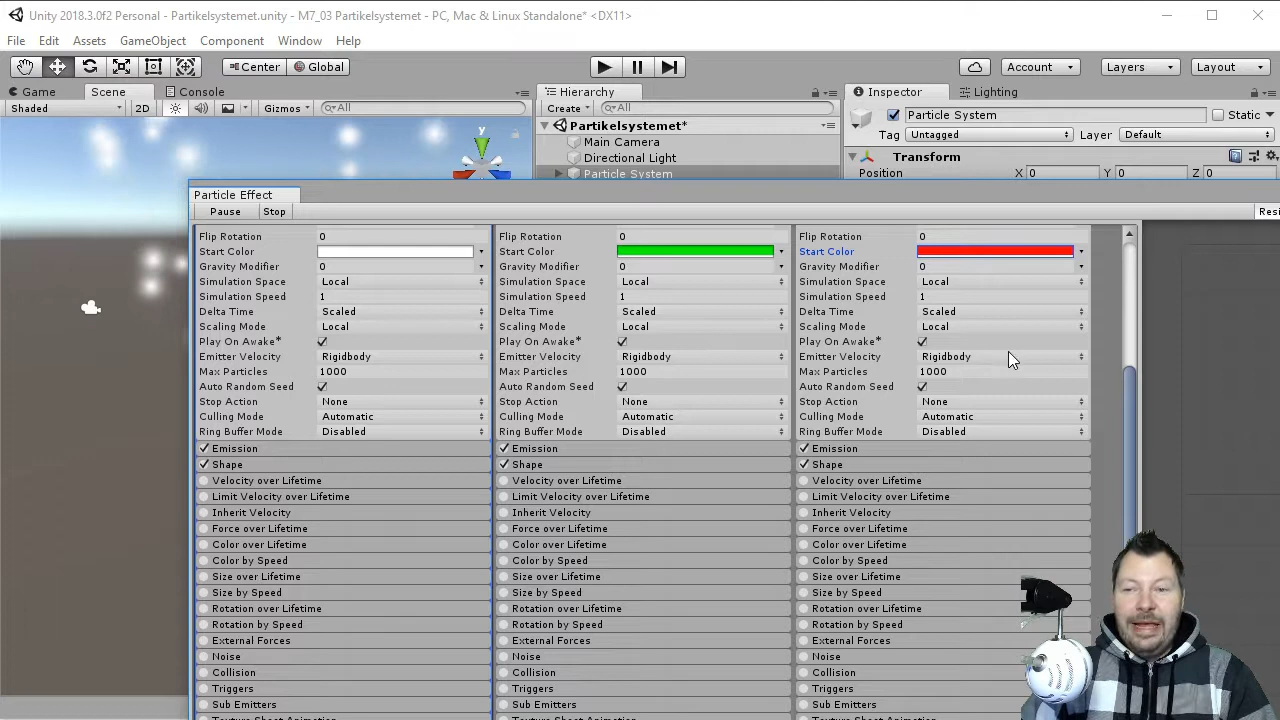 Unity 2018.3.0f2 Personal - Partikelsystemet.unity - M7_03 Partikelsystemet - PC, Mac & Linux Standalone* <DX11>
File Edit Assets GameObject Component Window Help
Center Global Account Layers Layout
Game Scene Console Hierarchy Inspector Lighting
Shaded 2D Gizmos All Create All Particle System Static
Partikelsystemet* Tag Untagged Layer Default
Main Camera
Directional Light Transform
Particle System Position X 0 Y 0 Z 0
Particle Effect
Pause Stop Resi
Flip Rotation 0 Flip Rotation 0 Flip Rotation 0
Start Color Start Color Start Color
Gravity Modifier 0 Gravity Modifier 0 Gravity Modifier 0
Simulation Space Local Simulation Space Local Simulation Space Local
Simulation Speed 1 Simulation Speed 1 Simulation Speed 1
Delta Time Scaled Delta Time Scaled Delta Time Scaled
Scaling Mode Local Scaling Mode Local Scaling Mode Local
Play On Awake* Play On Awake* Play On Awake*
Emitter Velocity Rigidbody Emitter Velocity Rigidbody Emitter Velocity Rigidbody
Max Particles 1000 Max Particles 1000 Max Particles 1000
Auto Random Seed Auto Random Seed Auto Random Seed
Stop Action None Stop Action None Stop Action None
Culling Mode Automatic Culling Mode Automatic Culling Mode Automatic
Ring Buffer Mode Disabled Ring Buffer Mode Disabled Ring Buffer Mode Disabled
Emission Emission Emission
Shape Shape Shape
Velocity over Lifetime Velocity over Lifetime Velocity over Lifetime
Limit Velocity over Lifetime Limit Velocity over Lifetime Limit Velocity over Lifetime
Inherit Velocity Inherit Velocity Inherit Velocity
Force over Lifetime Force over Lifetime Force over Lifetime
Color over Lifetime Color over Lifetime Color over Lifetime
Color by Speed Color by Speed Color by Speed
Size over Lifetime Size over Lifetime Size over Lifetime
Size by Speed Size by Speed Size by Speed
Rotation over Lifetime Rotation over Lifetime Rotation over Lifetime
Rotation by Speed Rotation by Speed Rotation by Speed
External Forces External Forces External Forces
Noise Noise Noise
Collision Collision Collision
Triggers Triggers Triggers
Sub Emitters Sub Emitters Sub Emitters
Texture Sheet Animation Texture Sheet Animation Texture Sheet Animation
y